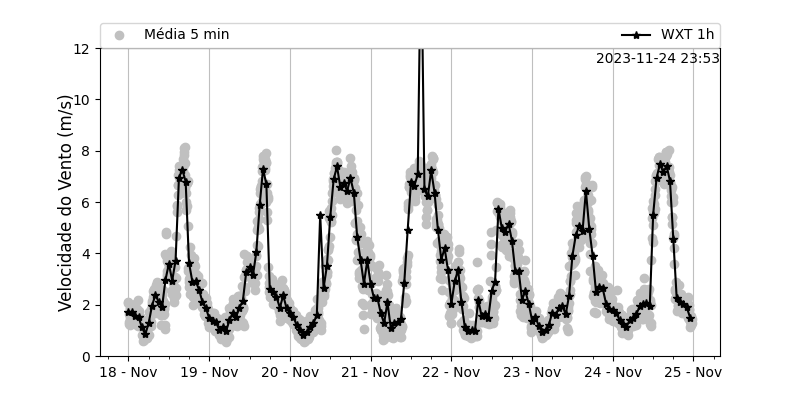 Média 5 min
WXT 1h
2023-11-24 23:53
Velocidade do Vento (m/s)
12
10
8
6
4
2
0
18 - Nov
19 - Nov
20 - Nov
21 - Nov
22 - Nov
23 - Nov
24 - Nov
25 - Nov